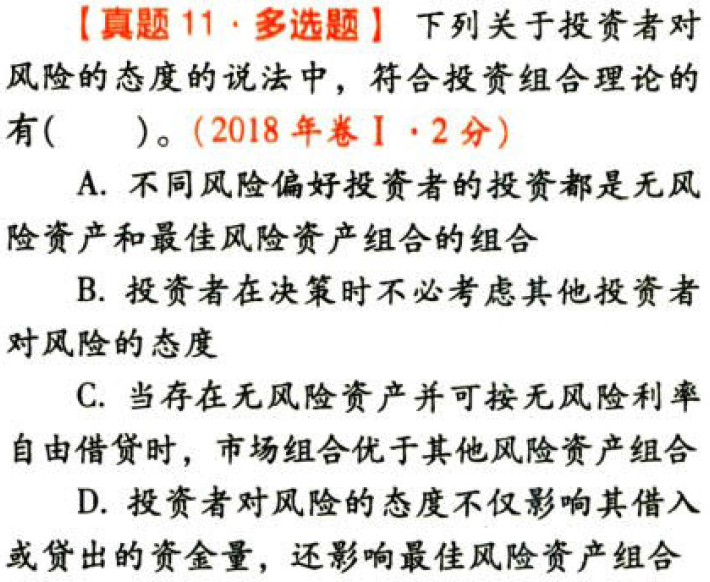 【真题 11·多选题】 下列关于投资者对
风险的态度的说法中，符合投资组合理论的
有(　　)。(2018 年卷Ⅰ·2 分)
A. 不同风险偏好投资者的投资都是无风
险资产和最佳风险资产组合的组合
B. 投资者在决策时不必考虑其他投资者
对风险的态度
C. 当存在无风险资产并可按无风险利率
自由借贷时，市场组合优于其他风险资产组合
D. 投资者对风险的态度不仅影响其借入
或贷出的资金量，还影响最佳风险资产组合